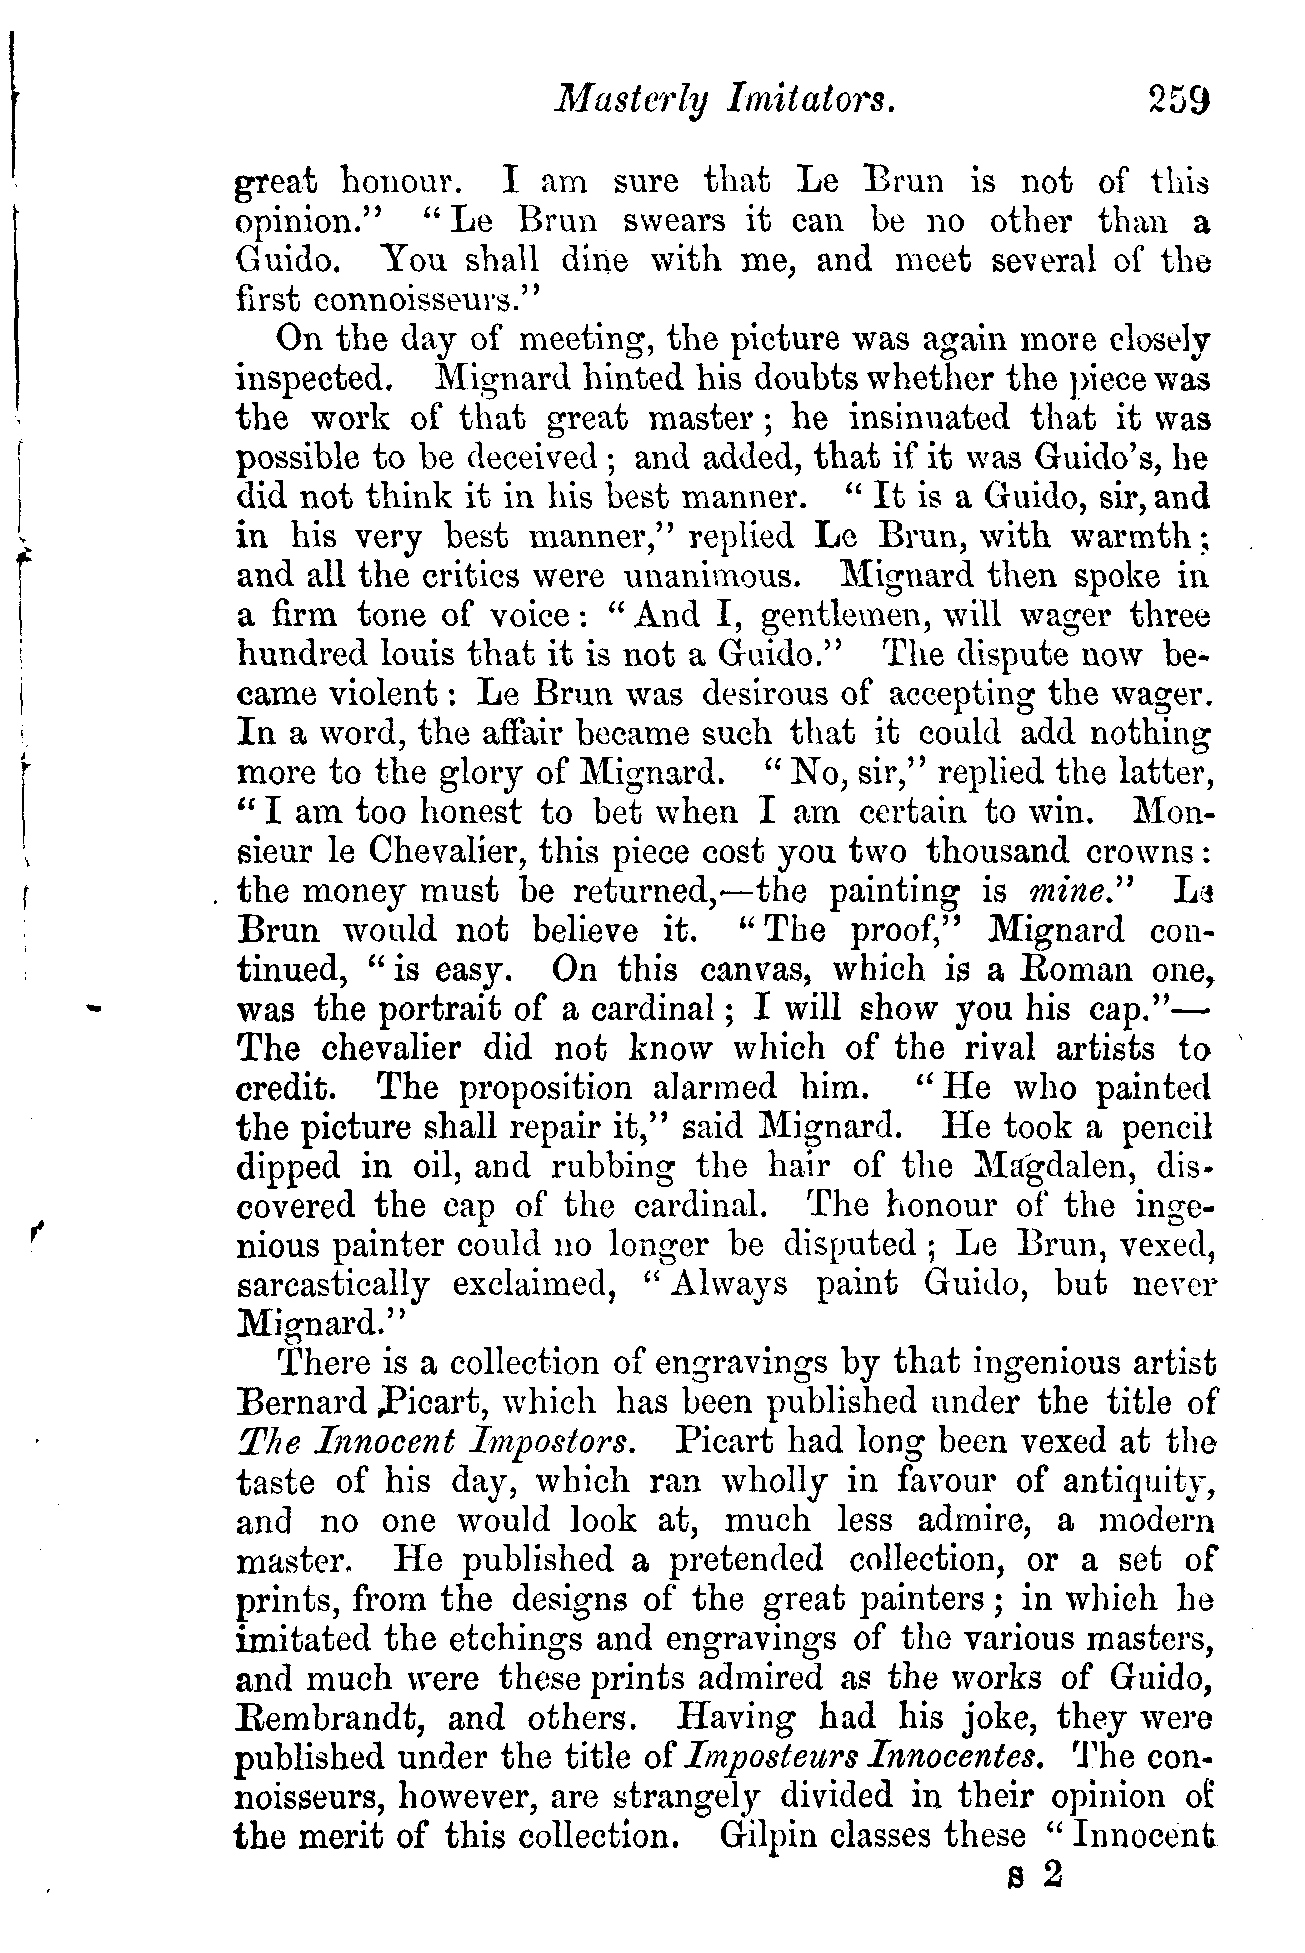 Masterly Imitators. 259
great honour. I am sure that Le Brun is not of this
opinion." "Le Brun swears it can be no other than a
Guido. You shall dine with me, and meet several of the
first connoisseurs."
On the day of meeting, the picture was again more closely
inspected. Mignard hinted his doubts whether the piece was
the work of that great master; he insinuated that it was
possible to be deceived; and added, that if it was Guido's, he
did not think it in his best manner. "It is a Guido, sir, and
in his very best manner," replied Le Brun, with warmth;
and all the critics were unanimous. Mignard then spoke in
a firm tone of voice: "And I, gentlemen, will wager three
hundred louis that it is not a Guido." The dispute now be-
came violent: Le Brun was desirous of accepting the wager.
In a word, the affair became such that it could add nothing
more to the glory of Mignard. "No, sir," replied the latter,
"I am too honest to bet when I am certain to win. Mon-
sieur le Chevalier, this piece cost you two thousand crowns:
the money must be returned,—the painting is mine." Le
Brun would not believe it. "The proof," Mignard con-
tinued, "is easy. On this canvas, which is a Roman one,
was the portrait of a cardinal; I will show you his cap."—
The chevalier did not know which of the rival artists to
credit. The proposition alarmed him. "He who painted
the picture shall repair it," said Mignard. He took a pencil
dipped in oil, and rubbing the hair of the Magdalen, dis-
covered the cap of the cardinal. The honour of the inge-
nious painter could no longer be disputed; Le Brun, vexed,
sarcastically exclaimed, "Always paint Guido, but never
Mignard."
There is a collection of engravings by that ingenious artist
Bernard Picart, which has been published under the title of
The Innocent Impostors. Picart had long been vexed at the
taste of his day, which ran wholly in favour of antiquity,
and no one would look at, much less admire, a modern
master. He published a pretended collection, or a set of
prints, from the designs of the great painters; in which he
imitated the etchings and engravings of the various masters,
and much were these prints admired as the works of Guido,
Rembrandt, and others. Having had his joke, they were
published under the title of Imposteurs Innocentes. The con-
noisseurs, however, are strangely divided in their opinion of
the merit of this collection. Gilpin classes these "Innocent
S 2